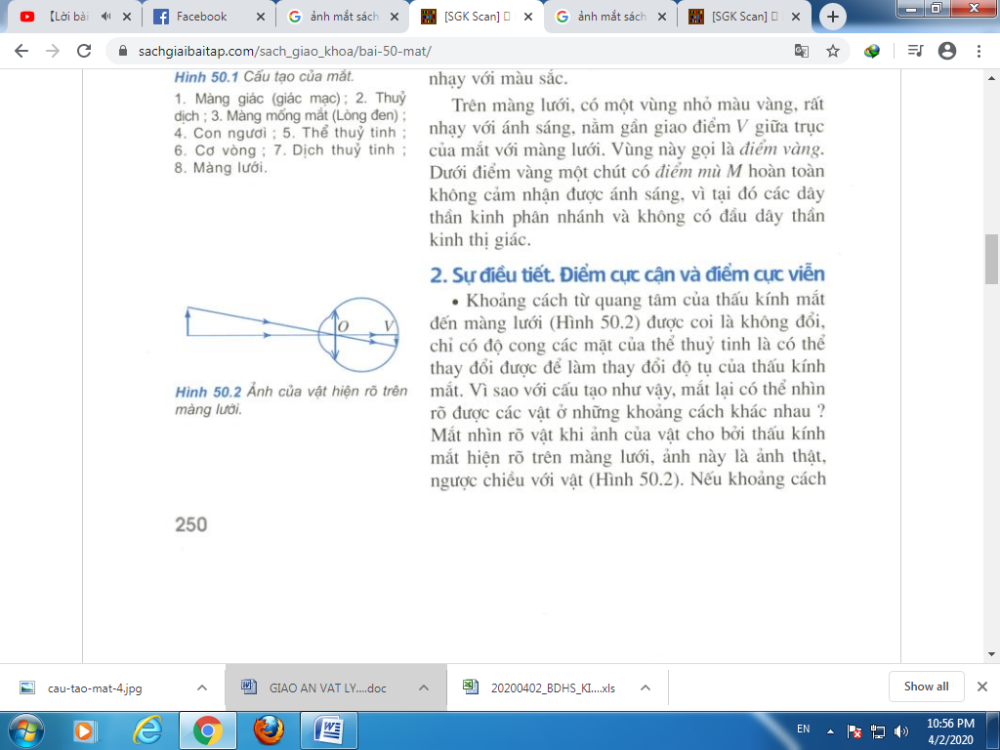 【Lời bài
Facebook
ảnh mắt sách
[SGK Scan]
ảnh mắt sách
[SGK Scan]
sachgiaibaitap.com/sach_giao_khoa/bai-50-mat/
Hình 50.1 Cấu tạo của mắt.
1. Màng giác (giác mạc) ; 2. Thuỷ
dịch ; 3. Màng mống mắt (Lòng đen) ;
4. Con ngươi ; 5. Thể thuỷ tinh ;
6. Cơ vòng ; 7. Dịch thuỷ tinh ;
8. Màng lưới.
O
V
Hình 50.2 Ảnh của vật hiện rõ trên
màng lưới.
250
nhạy với màu sắc.
Trên màng lưới, có một vùng nhỏ màu vàng, rất
nhạy với ánh sáng, nằm gần giao điểm V giữa trục
của mắt với màng lưới. Vùng này gọi là điểm vàng.
Dưới điểm vàng một chút có điểm mù M hoàn toàn
không cảm nhận được ánh sáng, vì tại đó các dây
thần kinh phân nhánh và không có đầu dây thần
kinh thị giác.
2. Sự điều tiết. Điểm cực cận và điểm cực viễn
• Khoảng cách từ quang tâm của thấu kính mắt
đến màng lưới (Hình 50.2) được coi là không đổi,
chỉ có độ cong các mặt của thể thuỷ tinh là có thể
thay đổi được để làm thay đổi độ tụ của thấu kính
mắt. Vì sao với cấu tạo như vậy, mắt lại có thể nhìn
rõ được các vật ở những khoảng cách khác nhau ?
Mắt nhìn rõ vật khi ảnh của vật cho bởi thấu kính
mắt hiện rõ trên màng lưới, ảnh này là ảnh thật,
ngược chiều với vật (Hình 50.2). Nếu khoảng cách
cau-tao-mat-4.jpg
GIAO AN VAT LY....doc
20200402_BDHS_KI....xls
Show all
EN
10:56 PM
4/2/2020